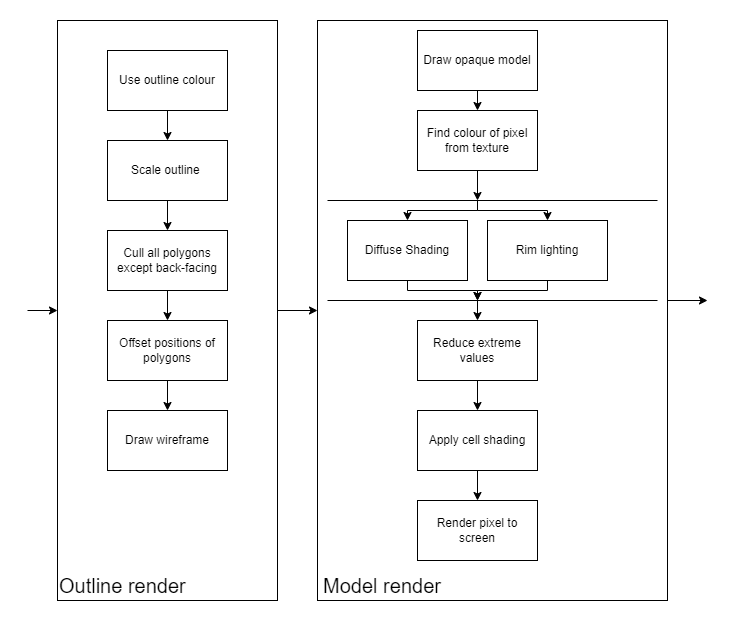 Use outline colour
Scale outline
Cull all polygons
except back-facing
Offset positions of
polygons
Draw wireframe
Outline render
Draw opaque model
Find colour of pixel
from texture
Diffuse Shading
Rim lighting
Reduce extreme
values
Apply cell shading
Render pixel to
screen
Model render